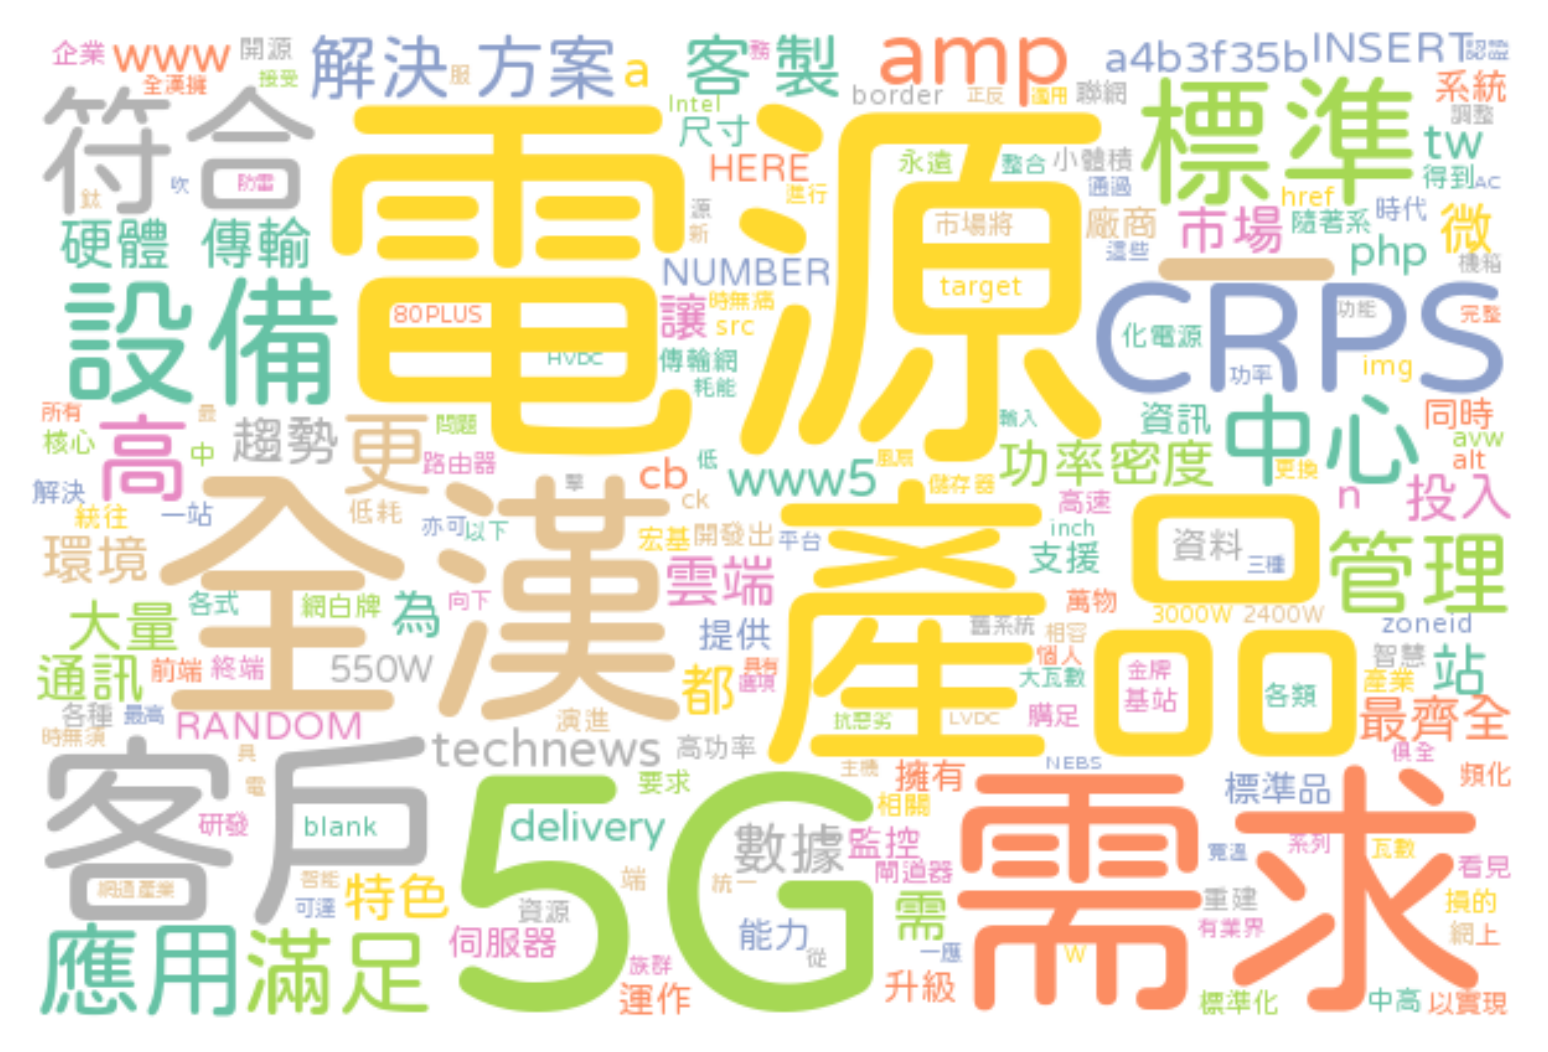 企業 www 開源 解決方案 服 a 客製 務 amp a4b3f35b INSERT
全漢擁 接受 Intel border 正反 適用 聯網 系統
符合 防雷 鈦 吹 電源 尺寸 HERE 進行 永遠 整合 小體積 標準 調整 tw
通過 href 得到 AC
硬體 傳輸 源 新 市場將 廠商 市場 隨著系 時代 微
NUMBER 這些 php 機箱
設備 80PLUS HVDC 讓 時無痛 src target 一 CRPS 功能 完整
傳輸網 化電源 img
耗能 功率
所有 最 核心 高 中 趨勢 更 問題 輸入 資訊 中心 同時
路由器 cb 低 www5 風扇 功率密度 更換 avw alt
解決 統往 一站 低耗 擊 ck 儲存器 高速 n 投入
亦可 以下 宏基 開發出 平台 inch
環境 全漢 產品 資料 三種 支援 管理
大量 各式 網白牌 為 向下 雲端 萬物 3000W 2400W
提供 舊系統 相容 zoneid
通訊 前端 終端 550W 都 具有 選項 個人 大瓦數 金牌 基站 各類 智慧 站 產業
各種 最高 RANDOM 演進 抗惡劣 LVDC 購足 最齊全
時無須 具 technews 高功率 主機 NEBS 俱全
客戶 電 5G 要求 擁有 需求 標準品 頻化
研發 blank delivery 相關 數據 監控 寬溫 系列 瓦數 看見
網通產業 智能 可達 特色 端 統一 閘道器
資源 需 重建 損的
應用 滿足 伺服器 能力 從 有業界 網上
族群 一應 W
運作 升級 標準化 中高 以實現